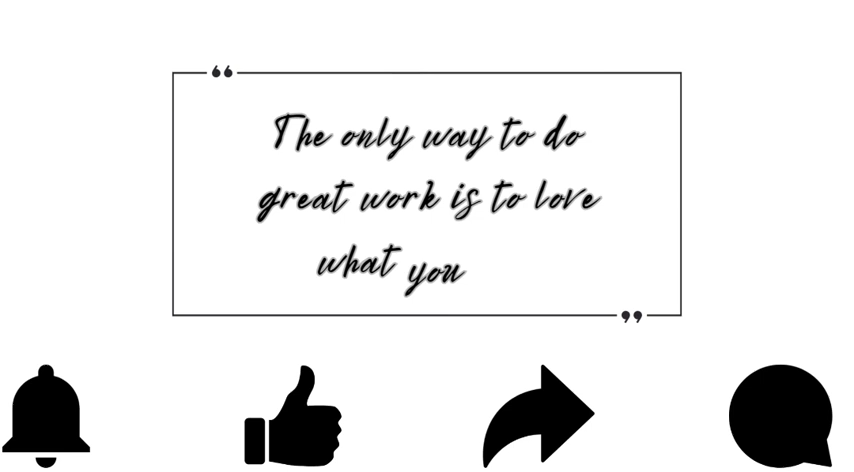 “
The only way to do
great work is to love
what you
”